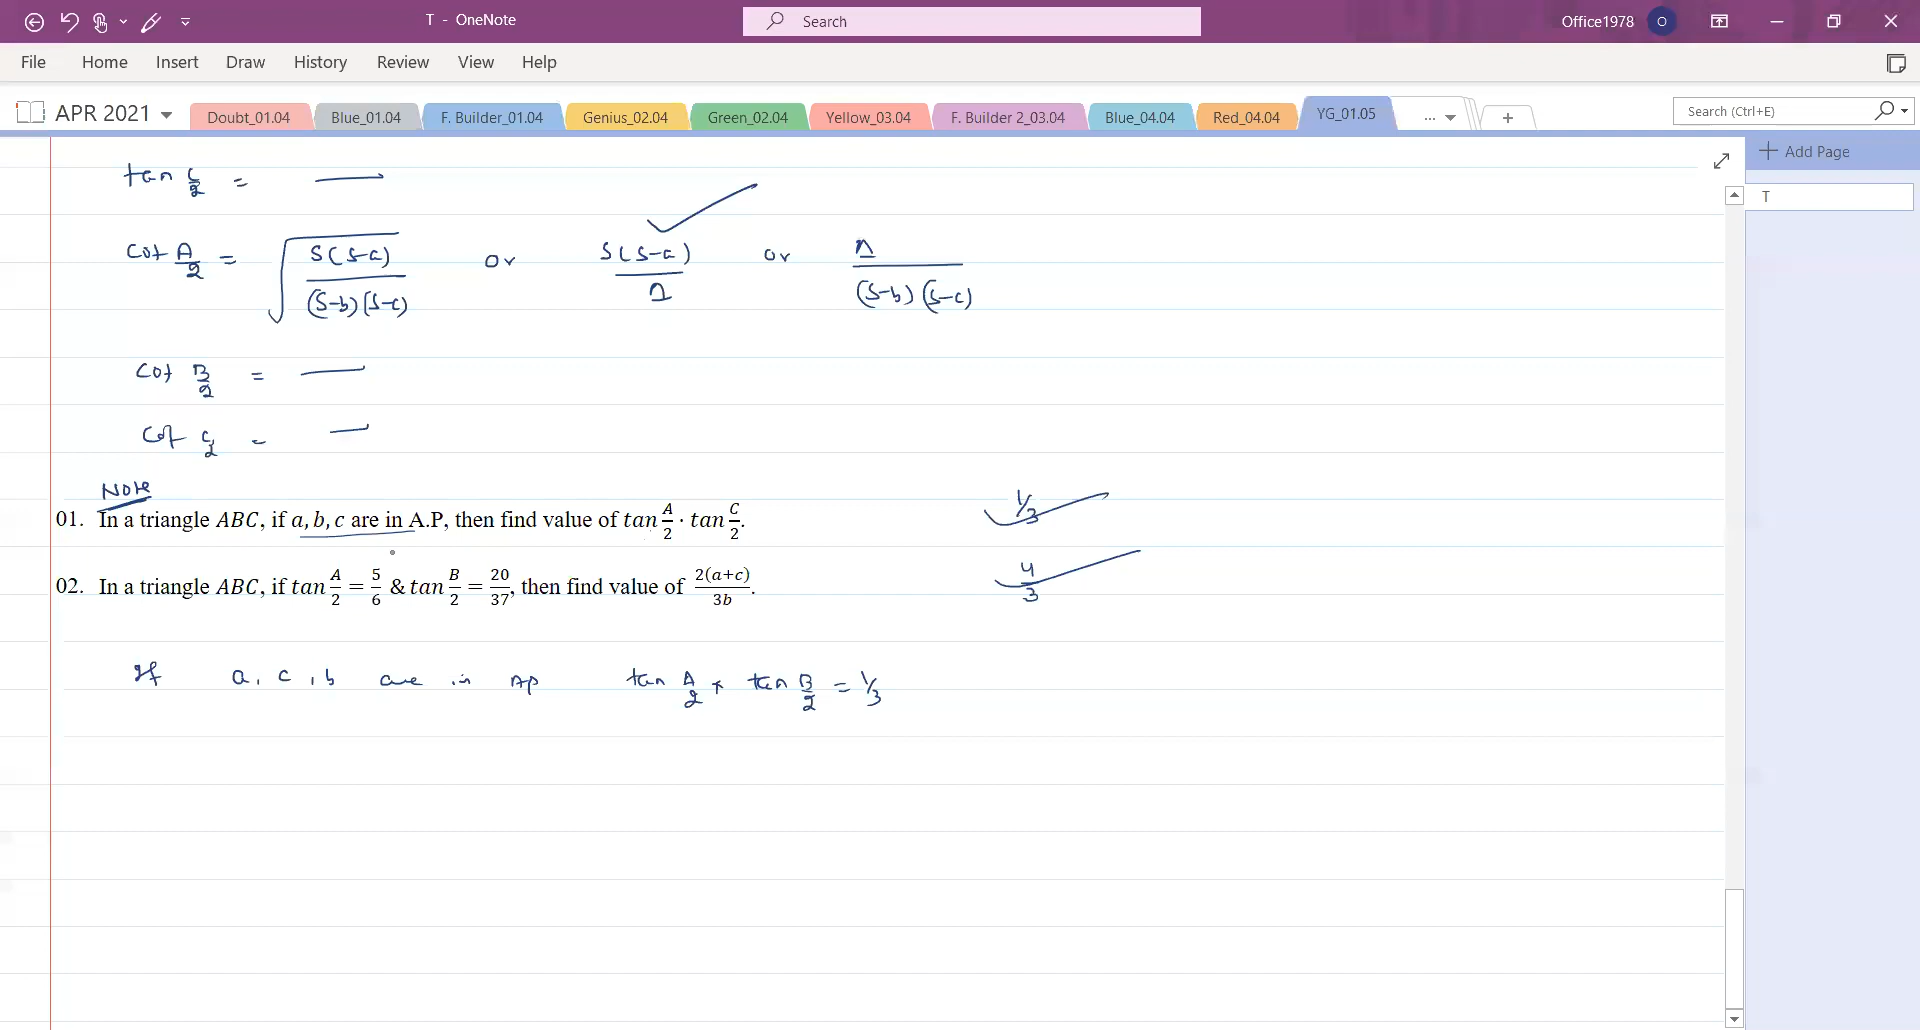 T - OneNote
Search
Office1978
O
File Home Insert Draw History Review View Help
APR 2021
Doubt_01.04 Blue_01.04 F. Builder_01.04 Genius_02.04 Green_02.04 Yellow_03.04 F. Builder 2_03.04 Blue_04.04 Red_04.04 YG_01.05 ... +
Search (Ctrl+E)
Add Page
T
tan C/2 = —
cot A/2 = √(s(s-a)/((s-b)(s-c))) or s(s-a)/Δ or Δ/((s-b)(s-c))
cot B/2 = —
cot C/2 = —
Note
01. In a triangle ABC, if a, b, c are in A.P, then find value of tan A/2 · tan C/2. 1/3
02. In a triangle ABC, if tan A/2 = 5/6 & tan B/2 = 20/37, then find value of 2(a+c)/3b. 4/3
If a, c, b are in AP tan A/2 * tan B/2 = 1/3